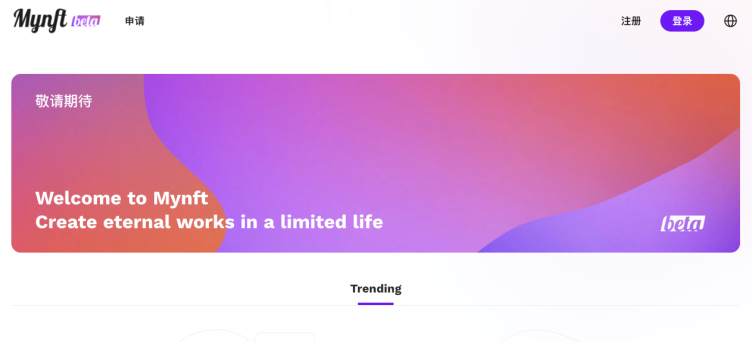 Mynft beta
申请
注册
登录
敬请期待
Welcome to Mynft
Create eternal works in a limited life
beta
Trending